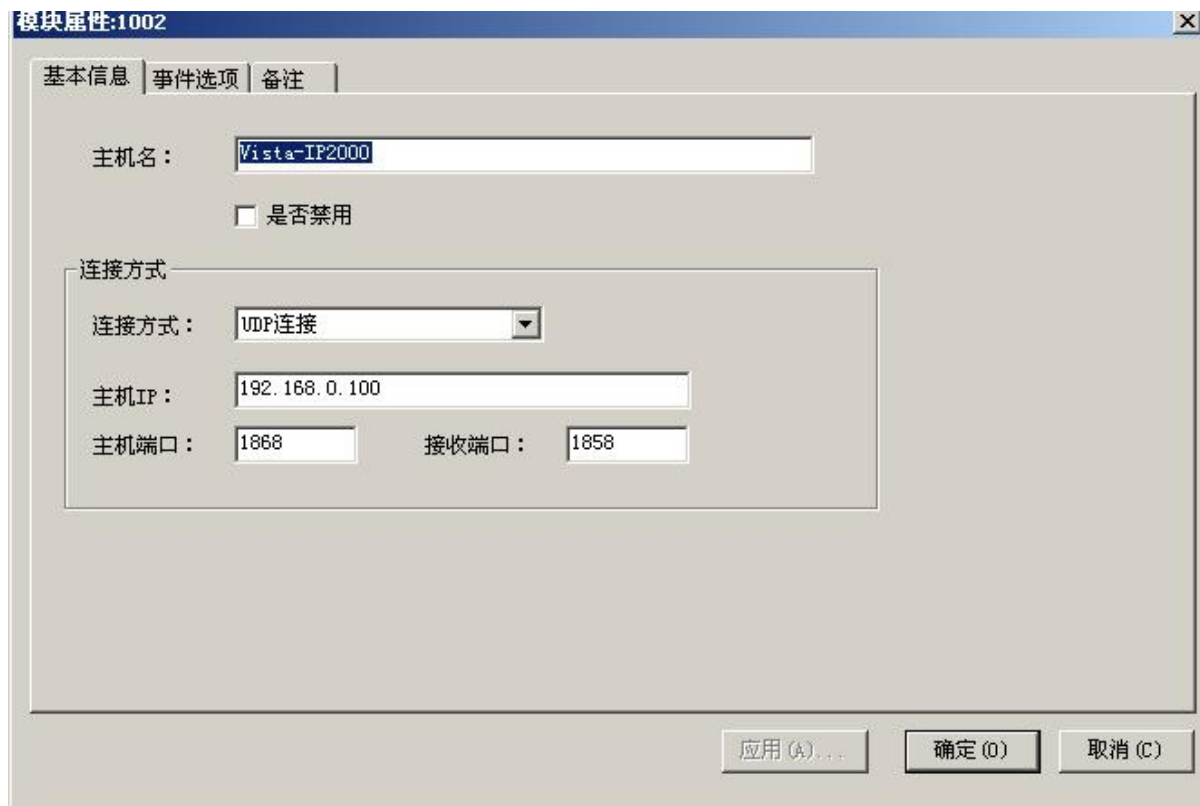 模块属性:1002
基本信息 事件选项 备注
主机名： Vista-IP2000
是否禁用
连接方式
连接方式： UDP连接
主机IP： 192.168.0.100
主机端口： 1868 接收端口： 1858
应用(A)... 确定(O) 取消(C)